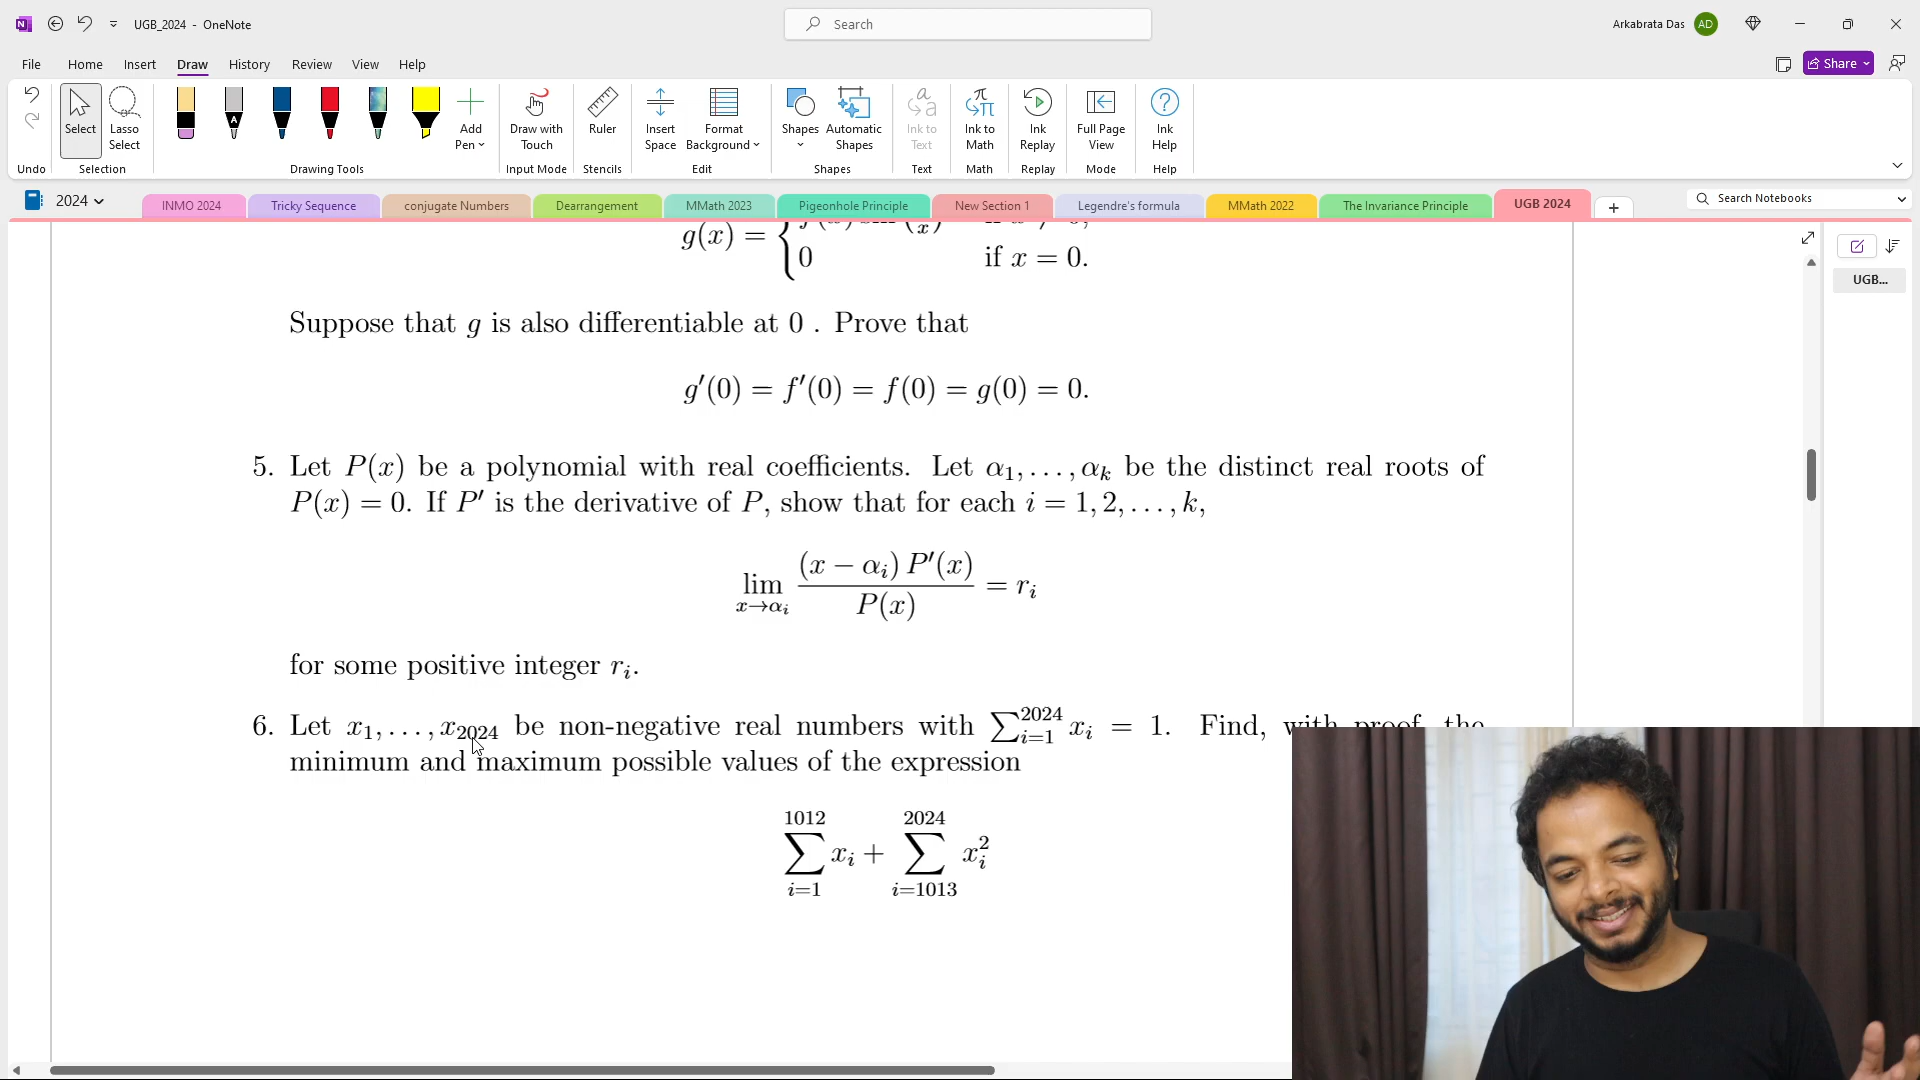 UGB_2024 - OneNote
Search
Arkabrata Das AD
File Home Insert Draw History Review View Help
Share
Select
Lasso Select
A
Add Pen
Draw with Touch
Ruler
Insert Space
Format Background
Shapes
Automatic Shapes
Ink to Text
Ink to Math
Ink Replay
Full Page View
Ink Help
Undo Selection Drawing Tools Input Mode Stencils Edit Shapes Text Math Replay Mode Help
2024
INMO 2024 Tricky Sequence conjugate Numbers Dearrangement MMath 2023 Pigeonhole Principle New Section 1 Legendre's formula MMath 2022 The Invariance Principle UGB 2024 +
Search Notebooks
UGB...
g(x) = {
0 if x = 0.
Suppose that g is also differentiable at 0 . Prove that
g′(0) = f′(0) = f(0) = g(0) = 0.
5. Let P(x) be a polynomial with real coefficients. Let α₁, . . . , αₖ be the distinct real roots of
P(x) = 0. If P′ is the derivative of P, show that for each i = 1, 2, . . . , k,
lim x→αᵢ (x − αᵢ) P′(x) / P(x) = rᵢ
for some positive integer rᵢ.
6. Let x₁, . . . , x₂₀₂₄ be non-negative real numbers with ∑ᵢ₌₁²⁰²⁴ xᵢ = 1. Find, with proof, the
minimum and maximum possible values of the expression
∑ᵢ₌₁¹⁰¹² xᵢ + ∑ᵢ₌₁₀₁₃²⁰²⁴ xᵢ²